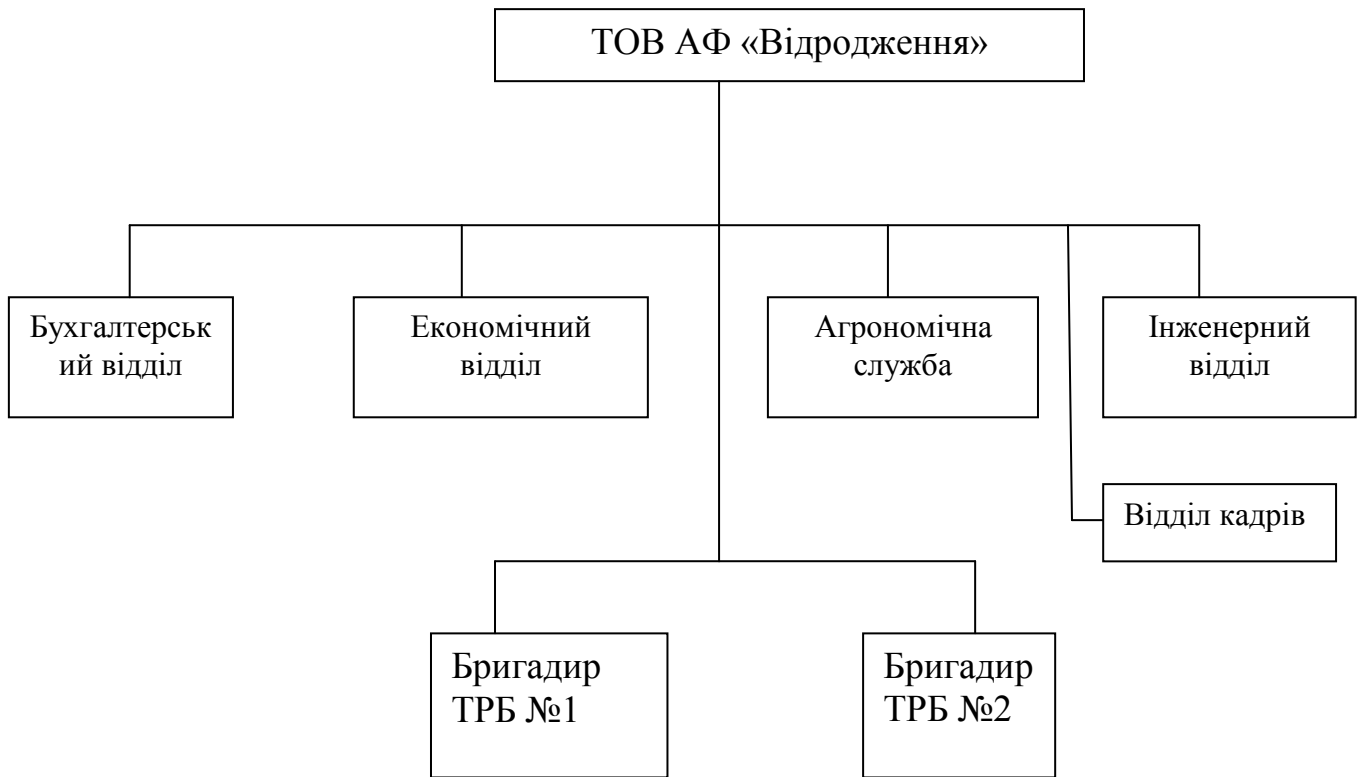 ТОВ АФ «Відродження»
Бухгалтерськ
ий відділ
Економічний
відділ
Агрономічна
служба
Інженерний
відділ
Відділ кадрів
Бригадир
ТРБ №1
Бригадир
ТРБ №2